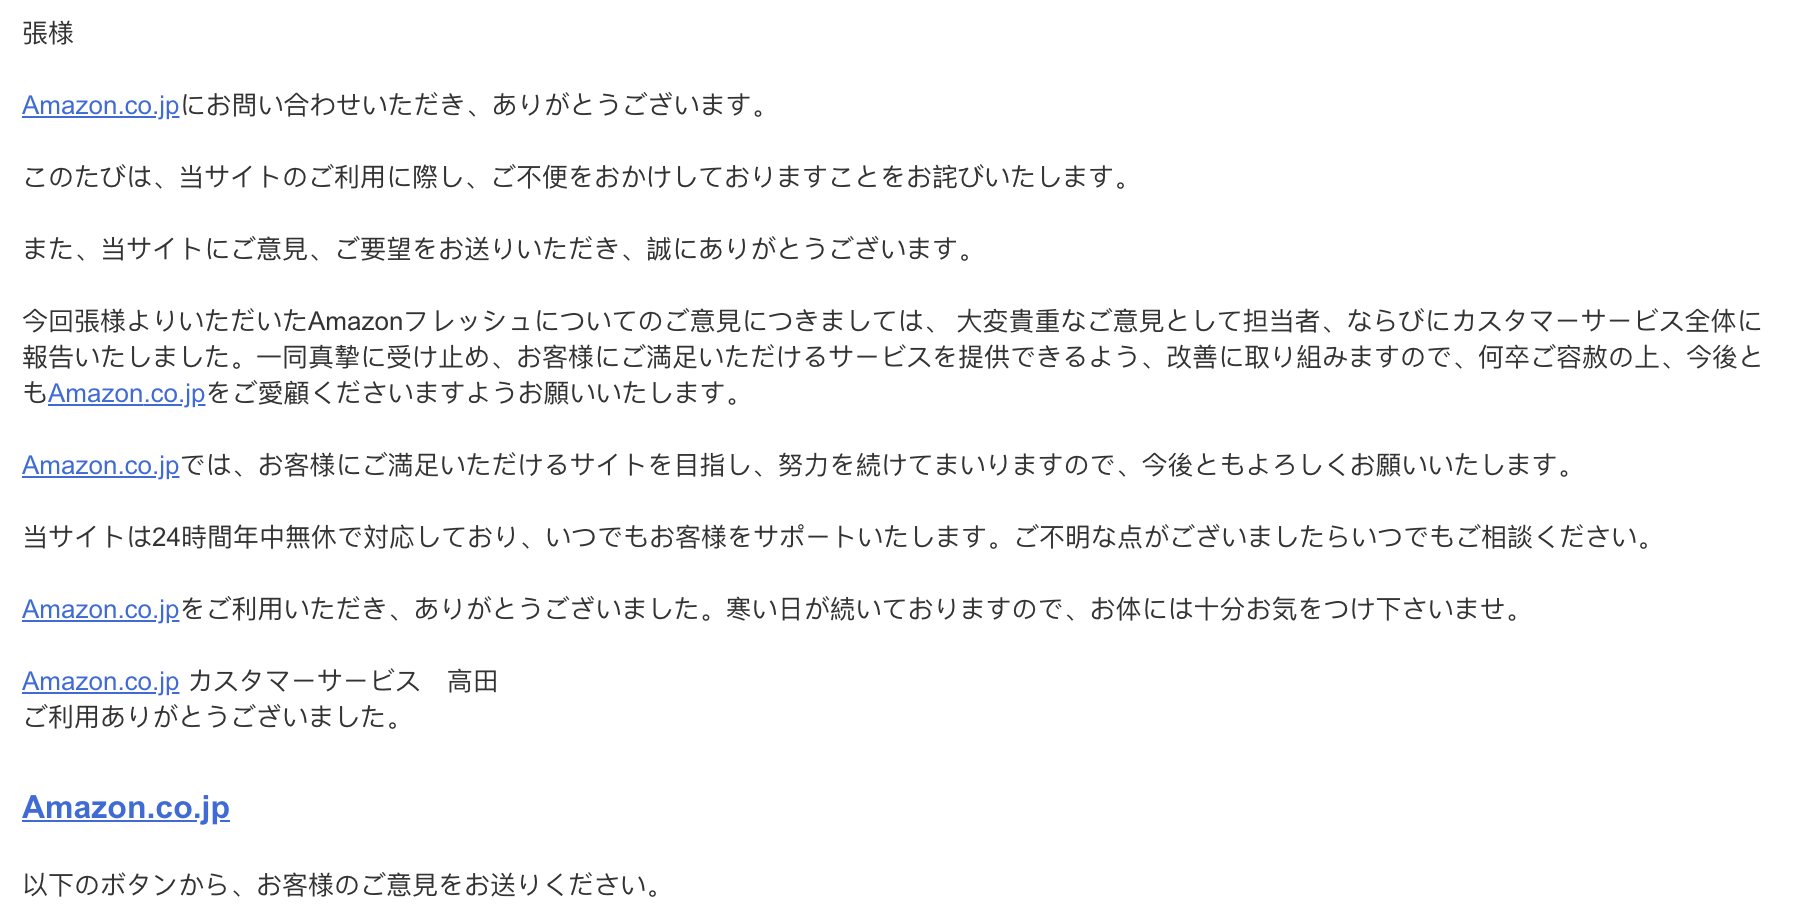 張様
Amazon.co.jpにお問い合わせいただき、ありがとうございます。
このたびは、当サイトのご利用に際し、ご不便をおかけしておりますことをお詫びいたします。
また、当サイトにご意見、ご要望をお送りいただき、誠にありがとうございます。
今回張様よりいただいたAmazonフレッシュについてのご意見につきましては、 大変貴重なご意見として担当者、ならびにカスタマーサービス全体に
報告いたしました。一同真摯に受け止め、お客様にご満足いただけるサービスを提供できるよう、改善に取り組みますので、何卒ご容赦の上、今後と
もAmazon.co.jpをご愛顧くださいますようお願いいたします。
Amazon.co.jpでは、お客様にご満足いただけるサイトを目指し、努力を続けてまいりますので、今後ともよろしくお願いいたします。
当サイトは24時間年中無休で対応しており、いつでもお客様をサポートいたします。ご不明な点がございましたらいつでもご相談ください。
Amazon.co.jpをご利用いただき、ありがとうございました。寒い日が続いておりますので、お体には十分お気をつけ下さいませ。
Amazon.co.jp カスタマーサービス　高田
ご利用ありがとうございました。
Amazon.co.jp
以下のボタンから、お客様のご意見をお送りください。